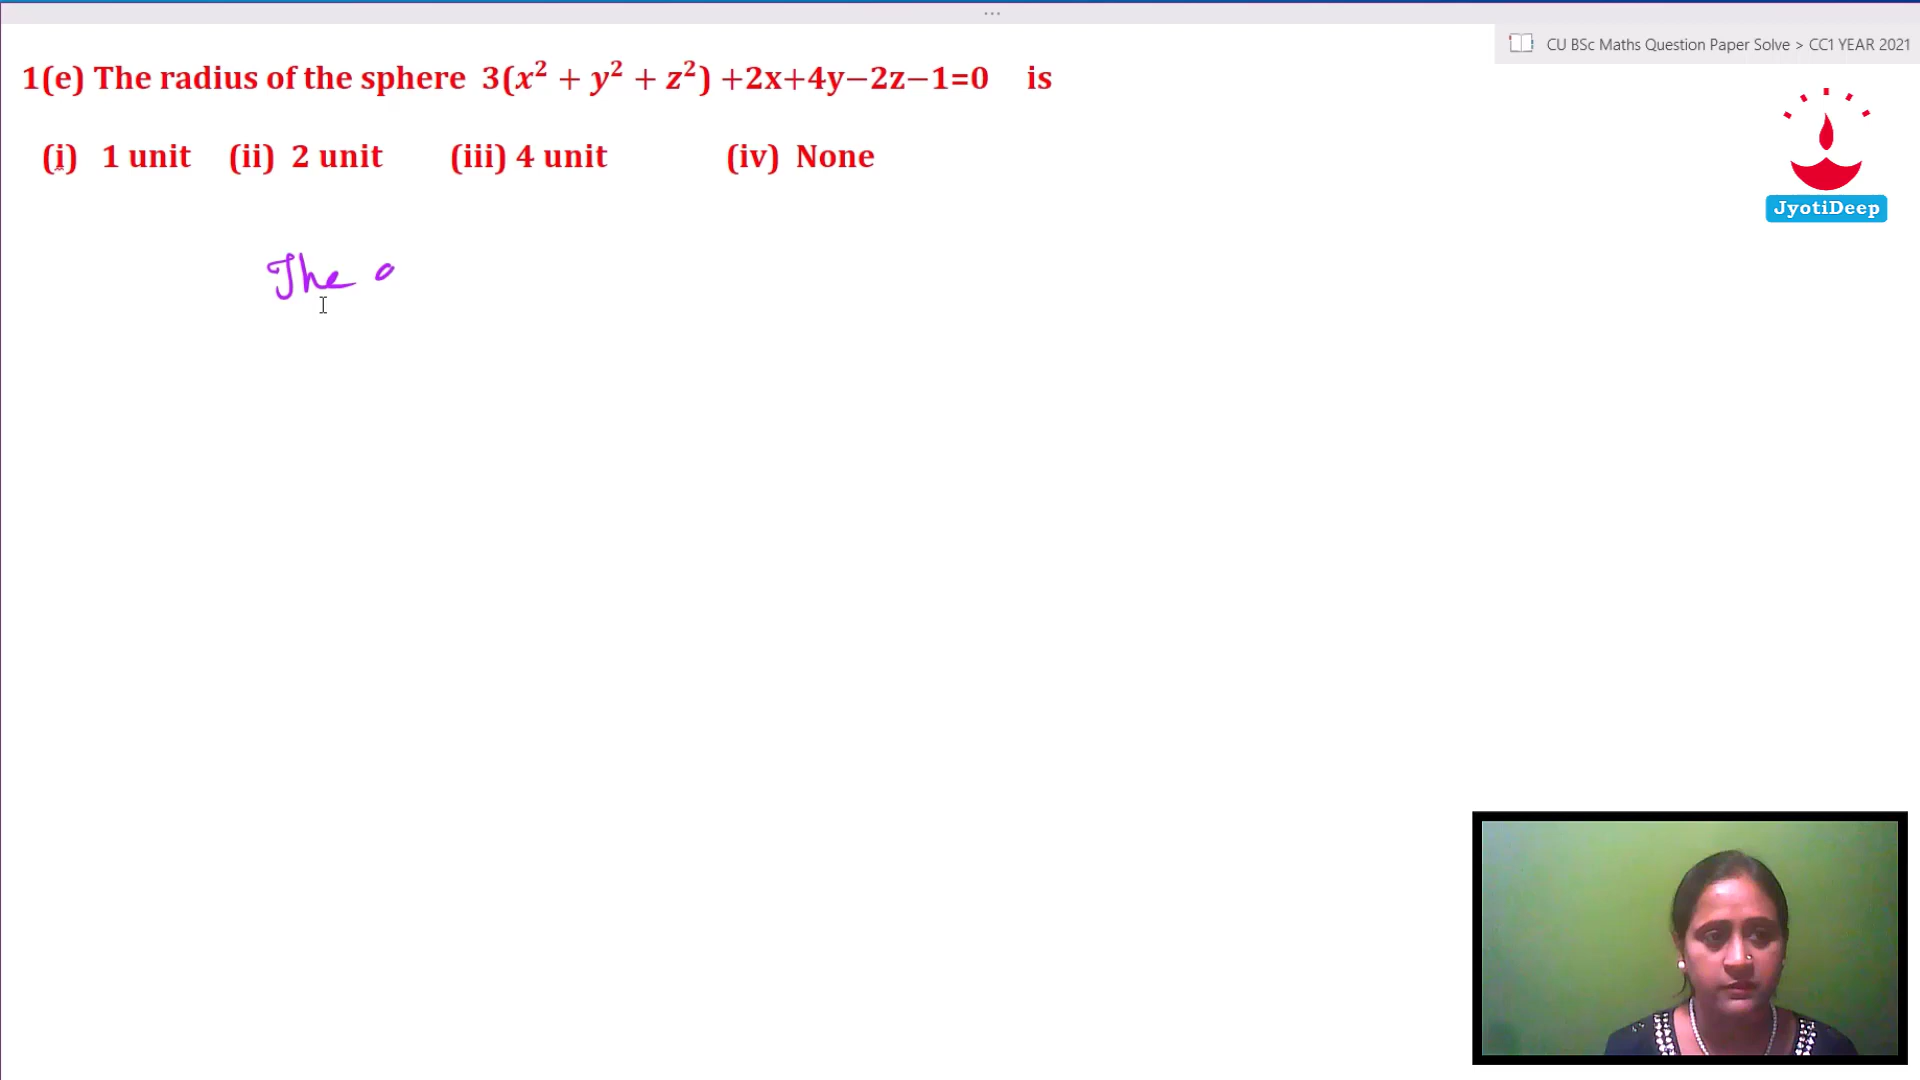 ...
CU BSc Maths Question Paper Solve > CC1 YEAR 2021
1(e) The radius of the sphere 3(x² + y² + z²) +2x+4y−2z−1=0 is
(i) 1 unit (ii) 2 unit (iii) 4 unit (iv) None
JyotiDeep
The